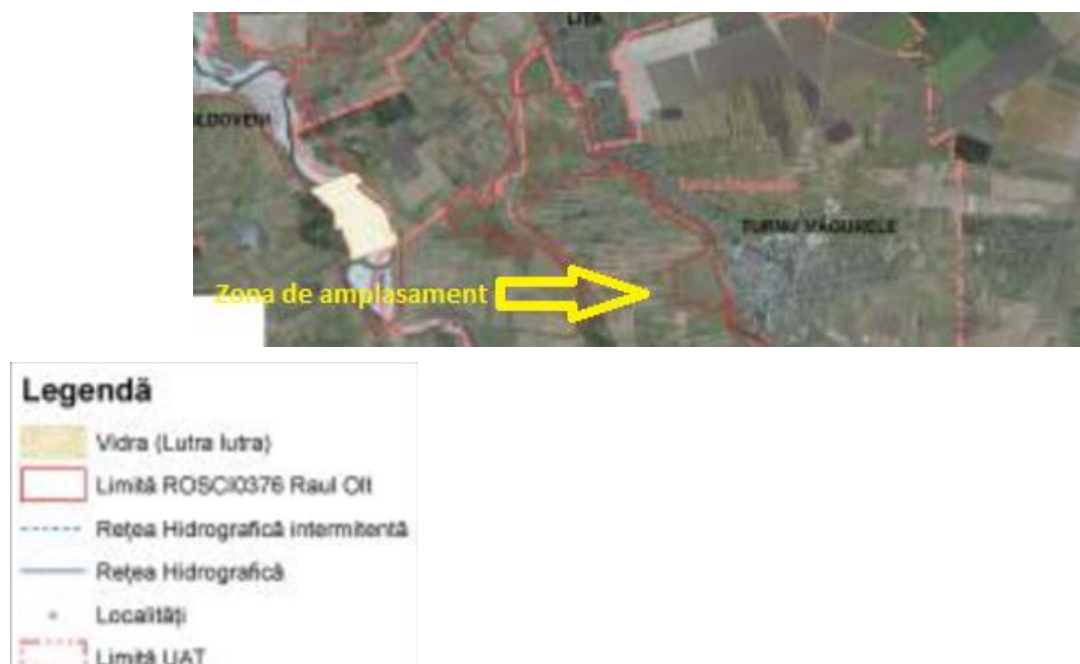 LITA
TURNU MĂGURELE
Zona de amplasament
Legendă
Vidra (Lutra lutra)
Limită ROSCI0376 Raul Olt
Rețea Hidrografică intermitentă
Rețea Hidrografică
Localități
Limită UAT